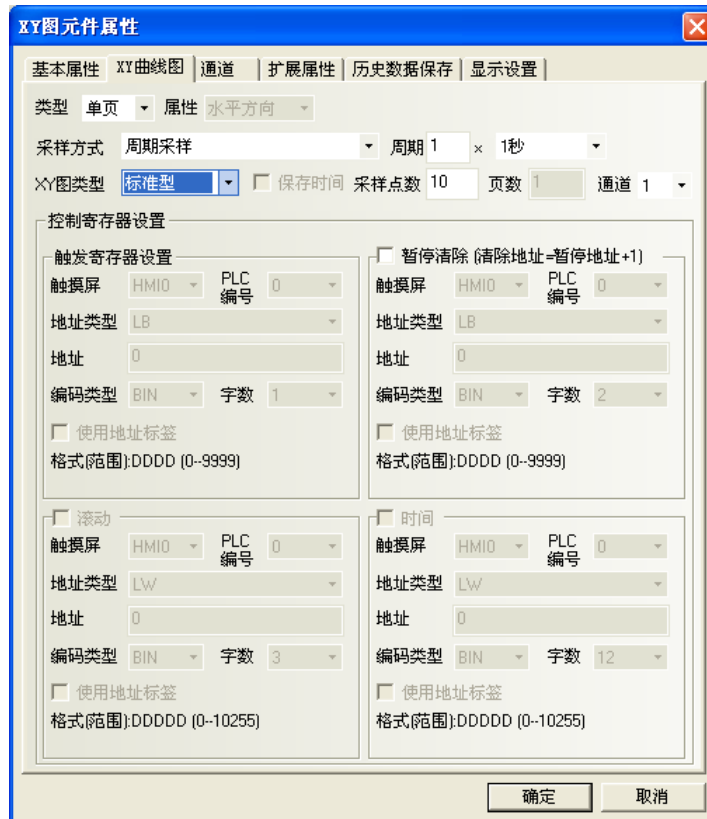 XY图元件属性
基本属性 XY曲线图 通道 扩展属性 历史数据保存 显示设置
类型 单页 属性 水平方向
采样方式 周期采样 周期 1 × 1秒
XY图类型 标准型 保存时间 采样点数 10 页数 1 通道 1
控制寄存器设置
触发寄存器设置
触摸屏 HMI0 PLC编号 0
地址类型 LB
地址 0
编码类型 BIN 字数 1
使用地址标签
格式(范围):DDDD (0--9999)
暂停清除 (清除地址=暂停地址+1)
触摸屏 HMI0 PLC编号 0
地址类型 LB
地址 0
编码类型 BIN 字数 2
使用地址标签
格式(范围):DDDD (0--9999)
滚动
触摸屏 HMI0 PLC编号 0
地址类型 LW
地址 0
编码类型 BIN 字数 3
使用地址标签
格式(范围):DDDDD (0--10255)
时间
触摸屏 HMI0 PLC编号 0
地址类型 LW
地址 0
编码类型 BIN 字数 12
使用地址标签
格式(范围):DDDDD (0--10255)
确定 取消